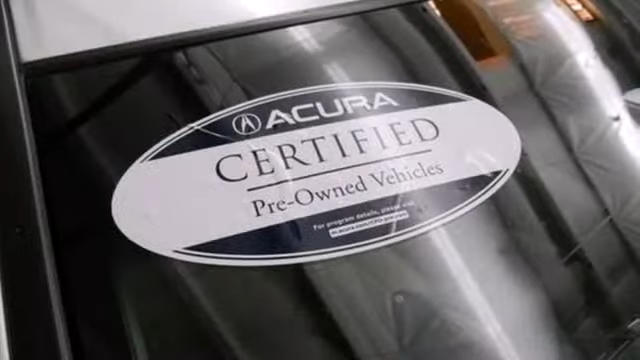 ACURA
CERTIFIED
Pre-Owned Vehicles
For program details, please visit